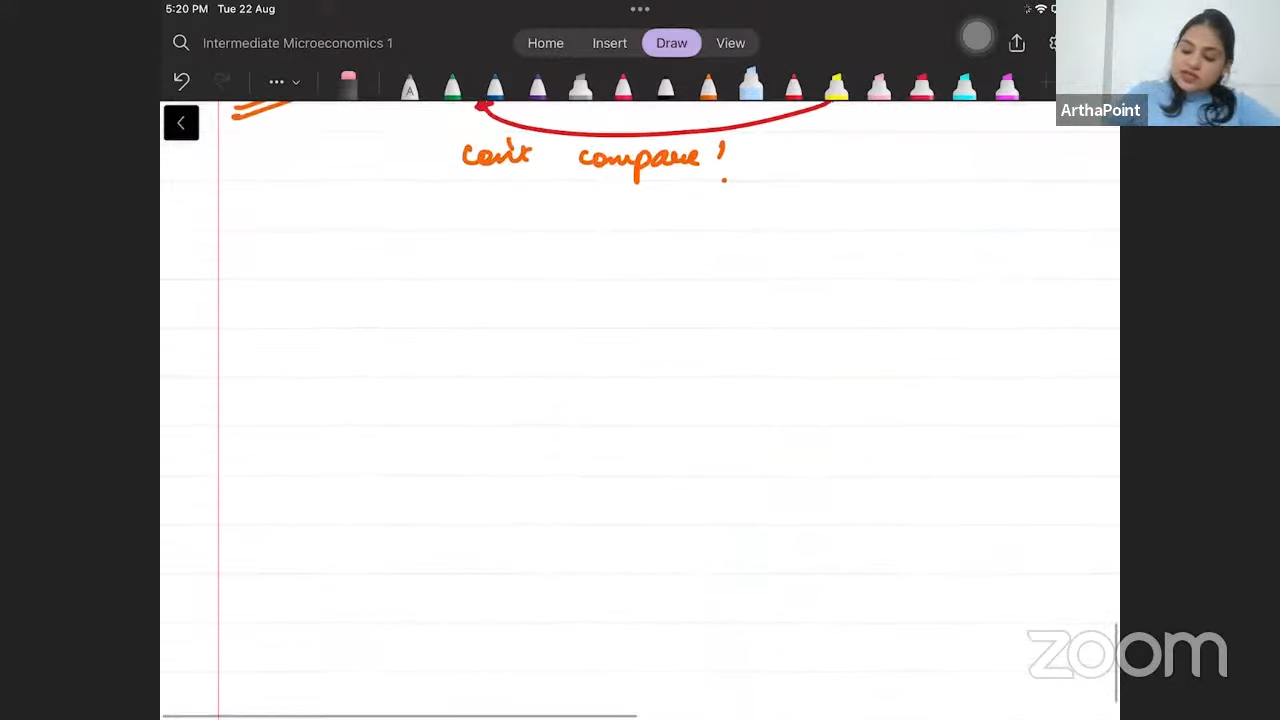 5:20 PM Tue 22 Aug
Intermediate Microeconomics 1
Home Insert Draw View
A
ArthaPoint
can't compare!
zoom